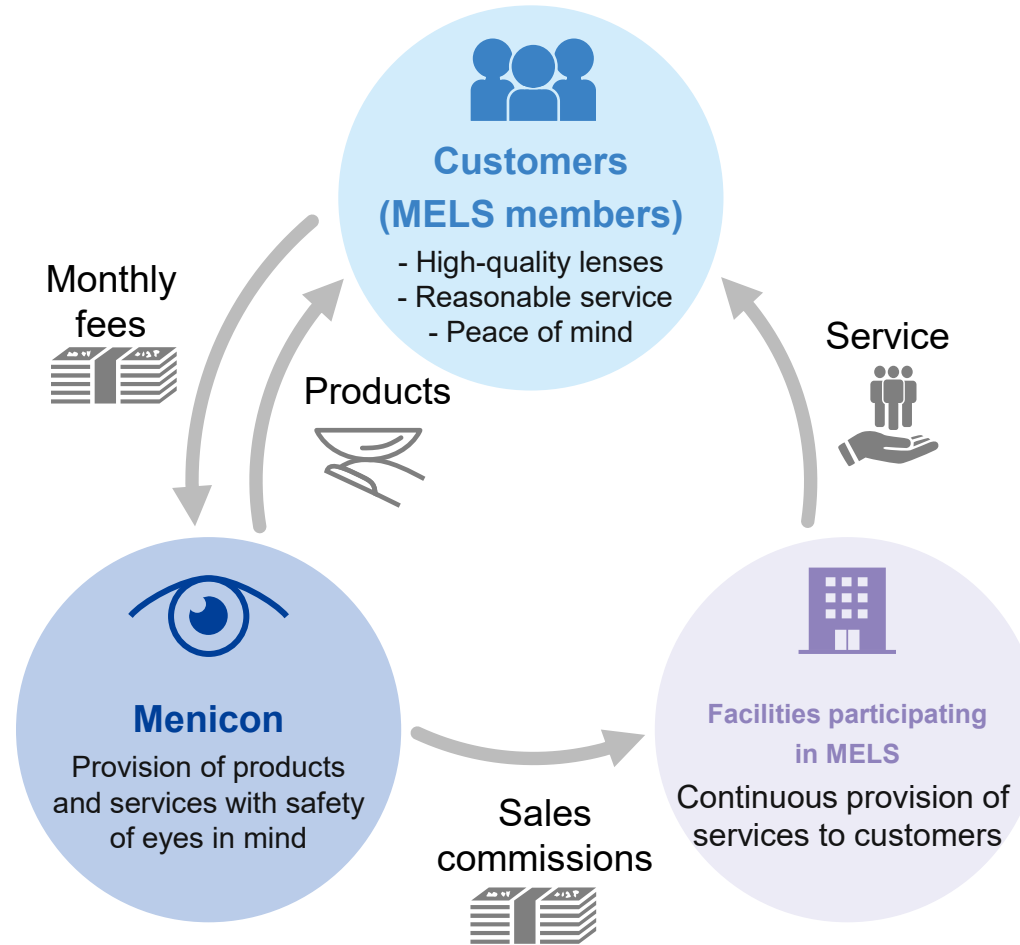 Customers
(MELS members)
- High-quality lenses
- Reasonable service
- Peace of mind
Monthly
fees
Products
Service
Menicon
Provision of products
and services with safety
of eyes in mind
Facilities participating
in MELS
Continuous provision of
services to customers
Sales
commissions